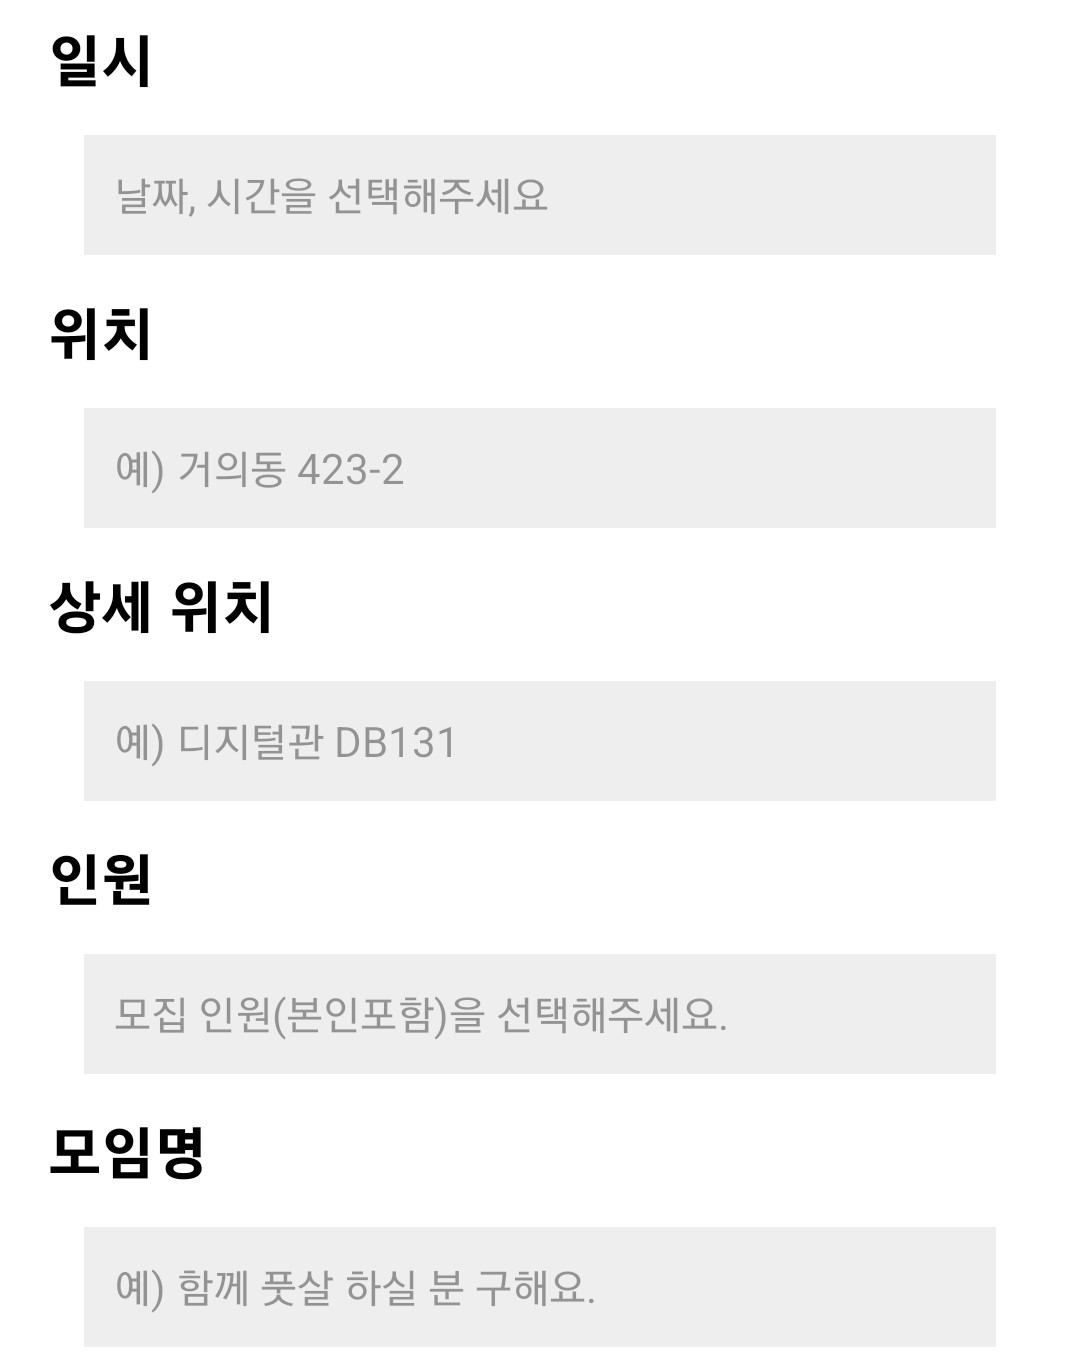 일시
날짜, 시간을 선택해주세요
위치
예) 거의동 423-2
상세 위치
예) 디지털관 DB131
인원
모집 인원(본인포함)을 선택해주세요.
모임명
예) 함께 풋살 하실 분 구해요.